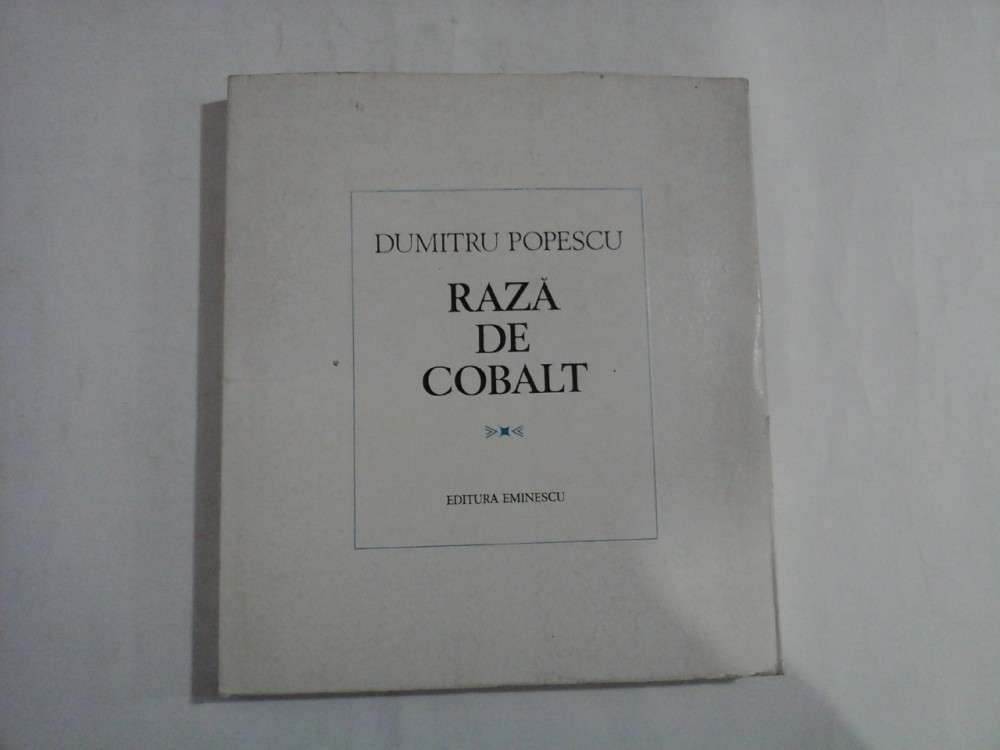 DUMITRU POPESCU
RAZĂ
DE
COBALT
EDITURA EMINESCU